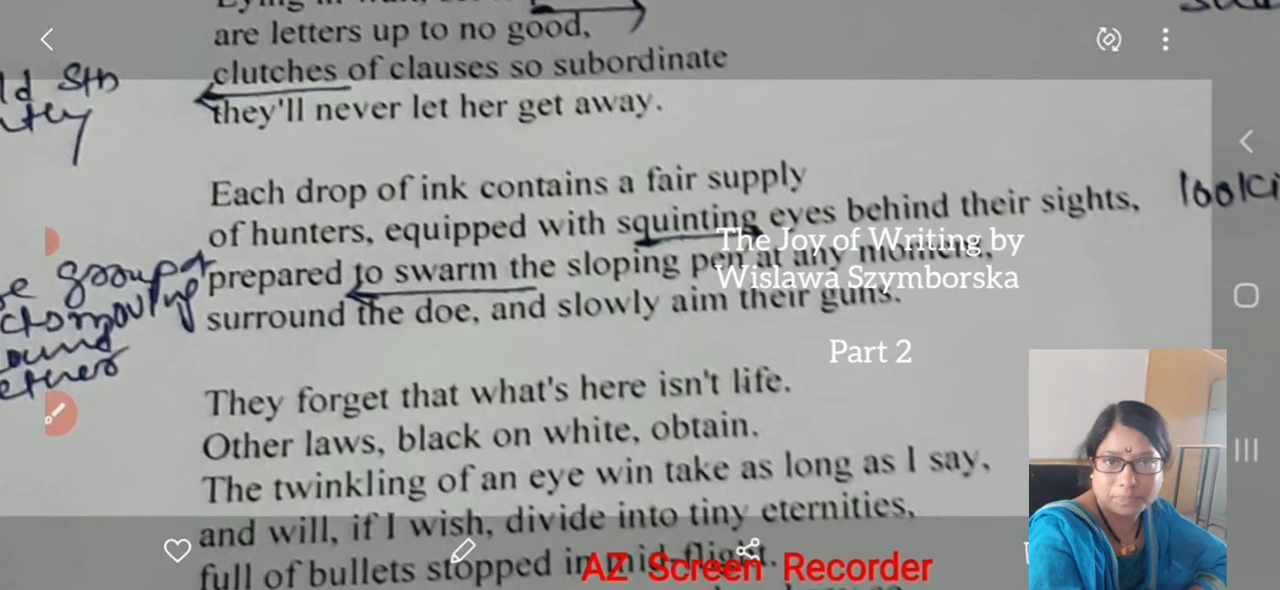 are letters up to no good,
clutches of clauses so subordinate
they'll never let her get away.
Each drop of ink contains a fair supply
of hunters, equipped with squinting eyes behind their sights,
prepared to swarm the sloping pen at any moment,
surround the doe, and slowly aim their guns.
They forget that what's here isn't life.
Other laws, black on white, obtain.
The twinkling of an eye win take as long as I say,
and will, if I wish, divide into tiny eternities,
full of bullets stopped in mid-flight.
The Joy of Writing by
Wislawa Szymborska
Part 2
AZ Screen Recorder